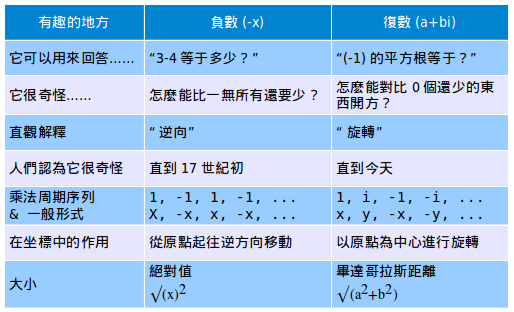 有趣的地方 負數 (-x) 復數 (a+bi)
它可以用來回答…… “3-4 等于多少？” “(-1) 的平方根等于？”
它很奇怪…… 怎麼能比一無所有還要少？ 怎麼能對比 0 個還少的東
西開方？
直觀解釋 “ 逆向” “ 旋轉”
人們認為它很奇怪 直到 17 世紀初 直到今天
乘法周期序列 1, -1, 1, -1, ... 1, i, -1, -i, ...
& 一般形式 X, -x, x, -x, ... x, y, -x, -y, ...
在坐標中的作用 從原點起往逆方向移動 以原點為中心進行旋轉
大小 絕對值 畢達哥拉斯距離
√(x)² √(a²+b²)